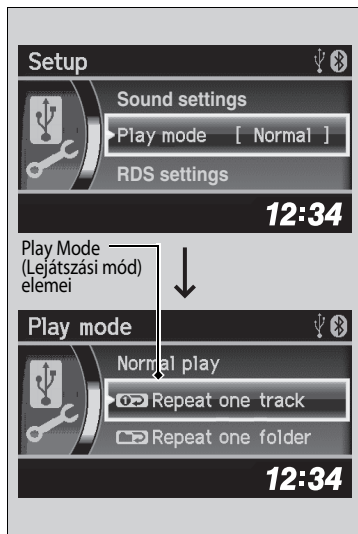 Setup
Sound settings
Play mode [ Normal ]
RDS settings
12:34
Play Mode
(Lejátszási mód)
elemei
Play mode
Normal play
Repeat one track
Repeat one folder
12:34